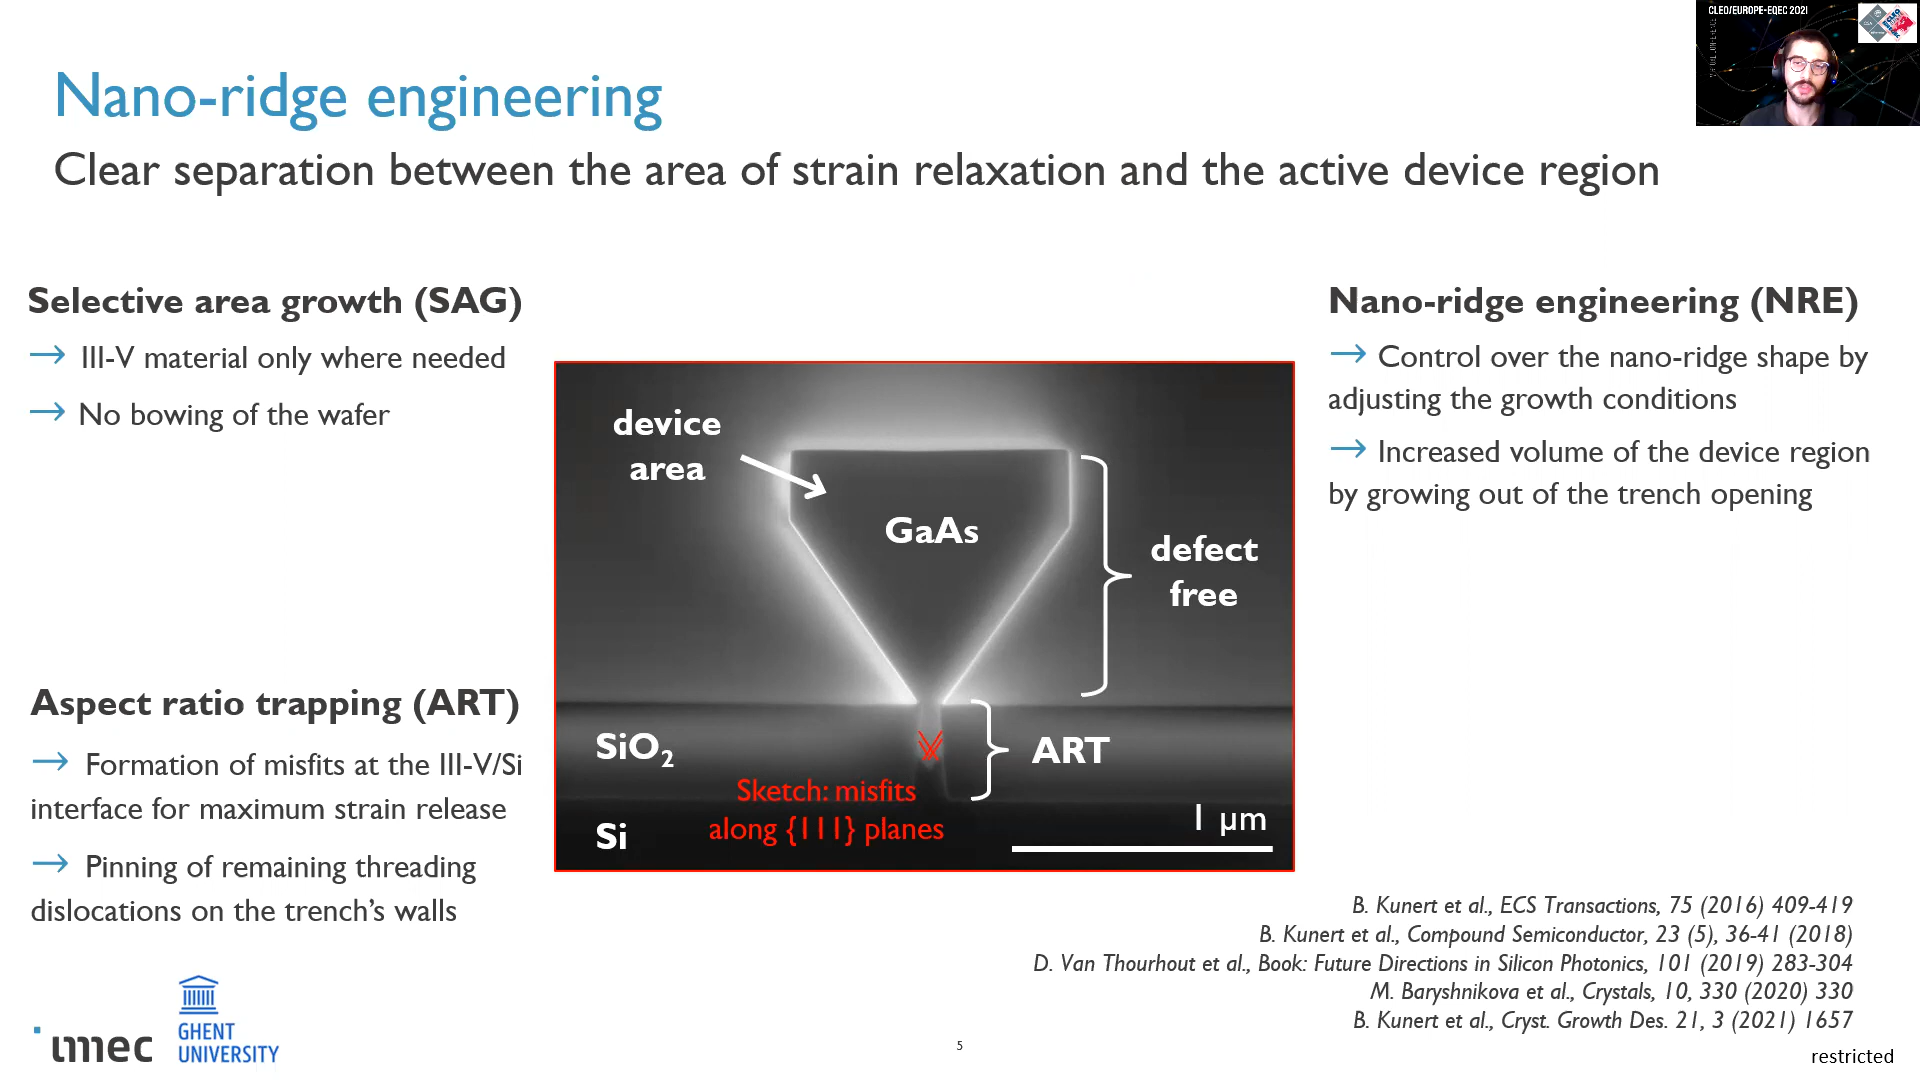 CLEO/EUROPE-EQEC 2021
Nano-ridge engineering
Clear separation between the area of strain relaxation and the active device region
Selective area growth (SAG)
→ III-V material only where needed
→ No bowing of the wafer
Aspect ratio trapping (ART)
→ Formation of misfits at the III-V/Si
interface for maximum strain release
→ Pinning of remaining threading
dislocations on the trench’s walls
device
area
GaAs
defect
free
SiO₂
ART
Sketch: misfits
along {111} planes
Si
1 µm
Nano-ridge engineering (NRE)
→ Control over the nano-ridge shape by
adjusting the growth conditions
→ Increased volume of the device region
by growing out of the trench opening
B. Kunert et al., ECS Transactions, 75 (2016) 409-419
B. Kunert et al., Compound Semiconductor, 23 (5), 36-41 (2018)
D. Van Thourhout et al., Book: Future Directions in Silicon Photonics, 101 (2019) 283-304
M. Baryshnikova et al., Crystals, 10, 330 (2020) 330
B. Kunert et al., Cryst. Growth Des. 21, 3 (2021) 1657
imec
GHENT
UNIVERSITY
5
restricted